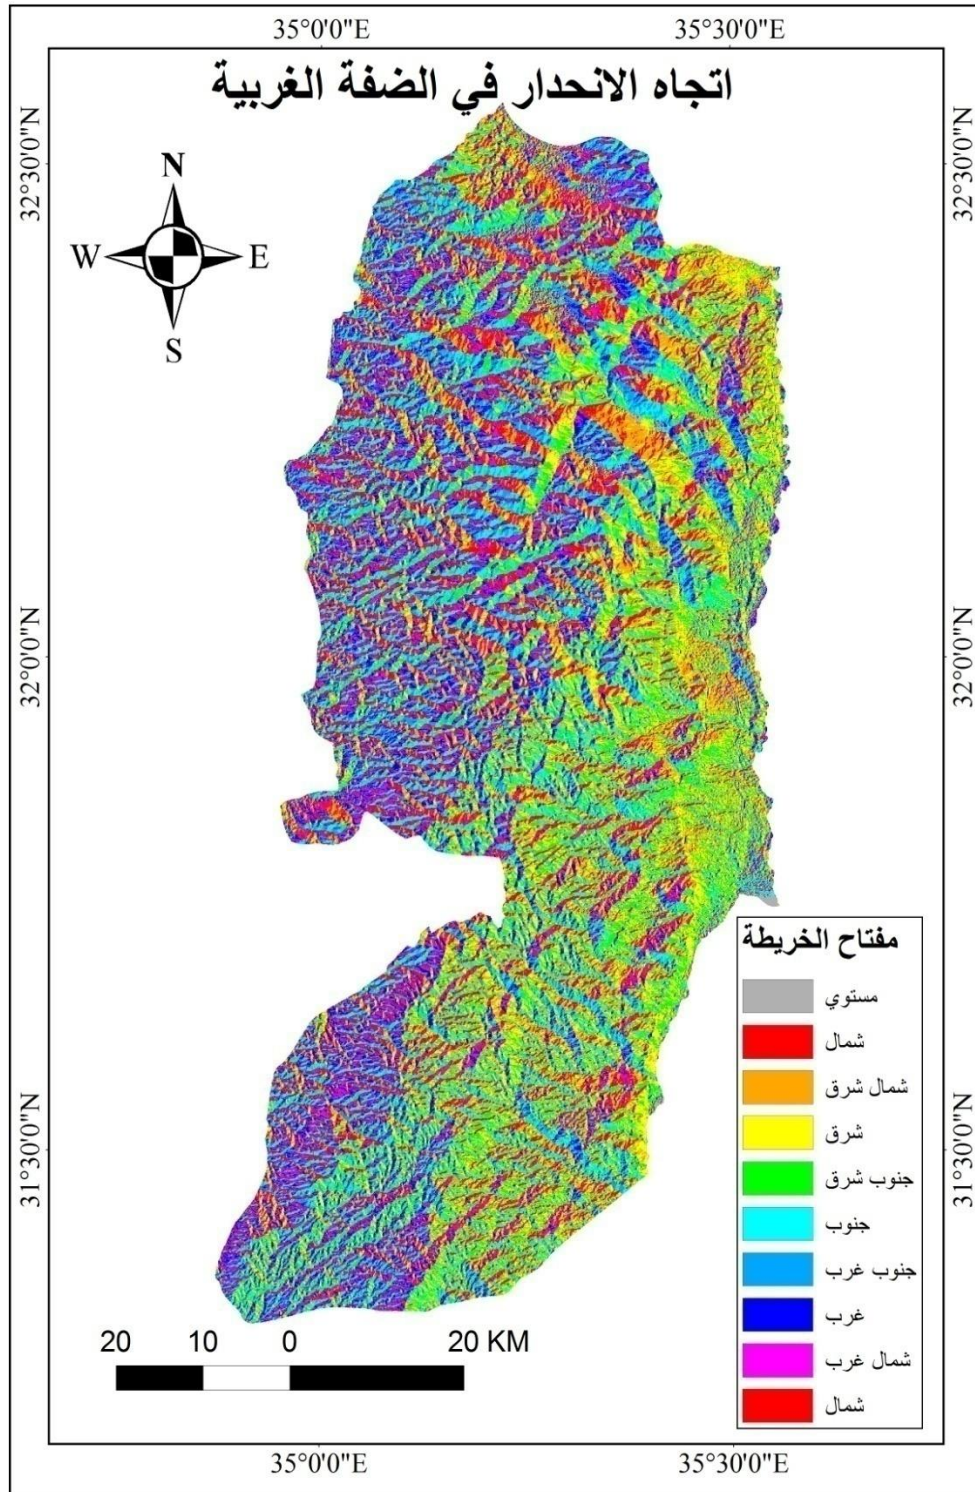 35°0'0"E 35°30'0"E
اتجاه الانحدار في الضفة الغربية
32°30'0"N 32°30'0"N
N
W E
S
32°0'0"N 32°0'0"N
مفتاح الخريطة
مستوي
شمال
شمال شرق
شرق
جنوب شرق
جنوب
جنوب غرب
غرب
شمال غرب
شمال
31°30'0"N 31°30'0"N
20 10 0 20 KM
35°0'0"E 35°30'0"E